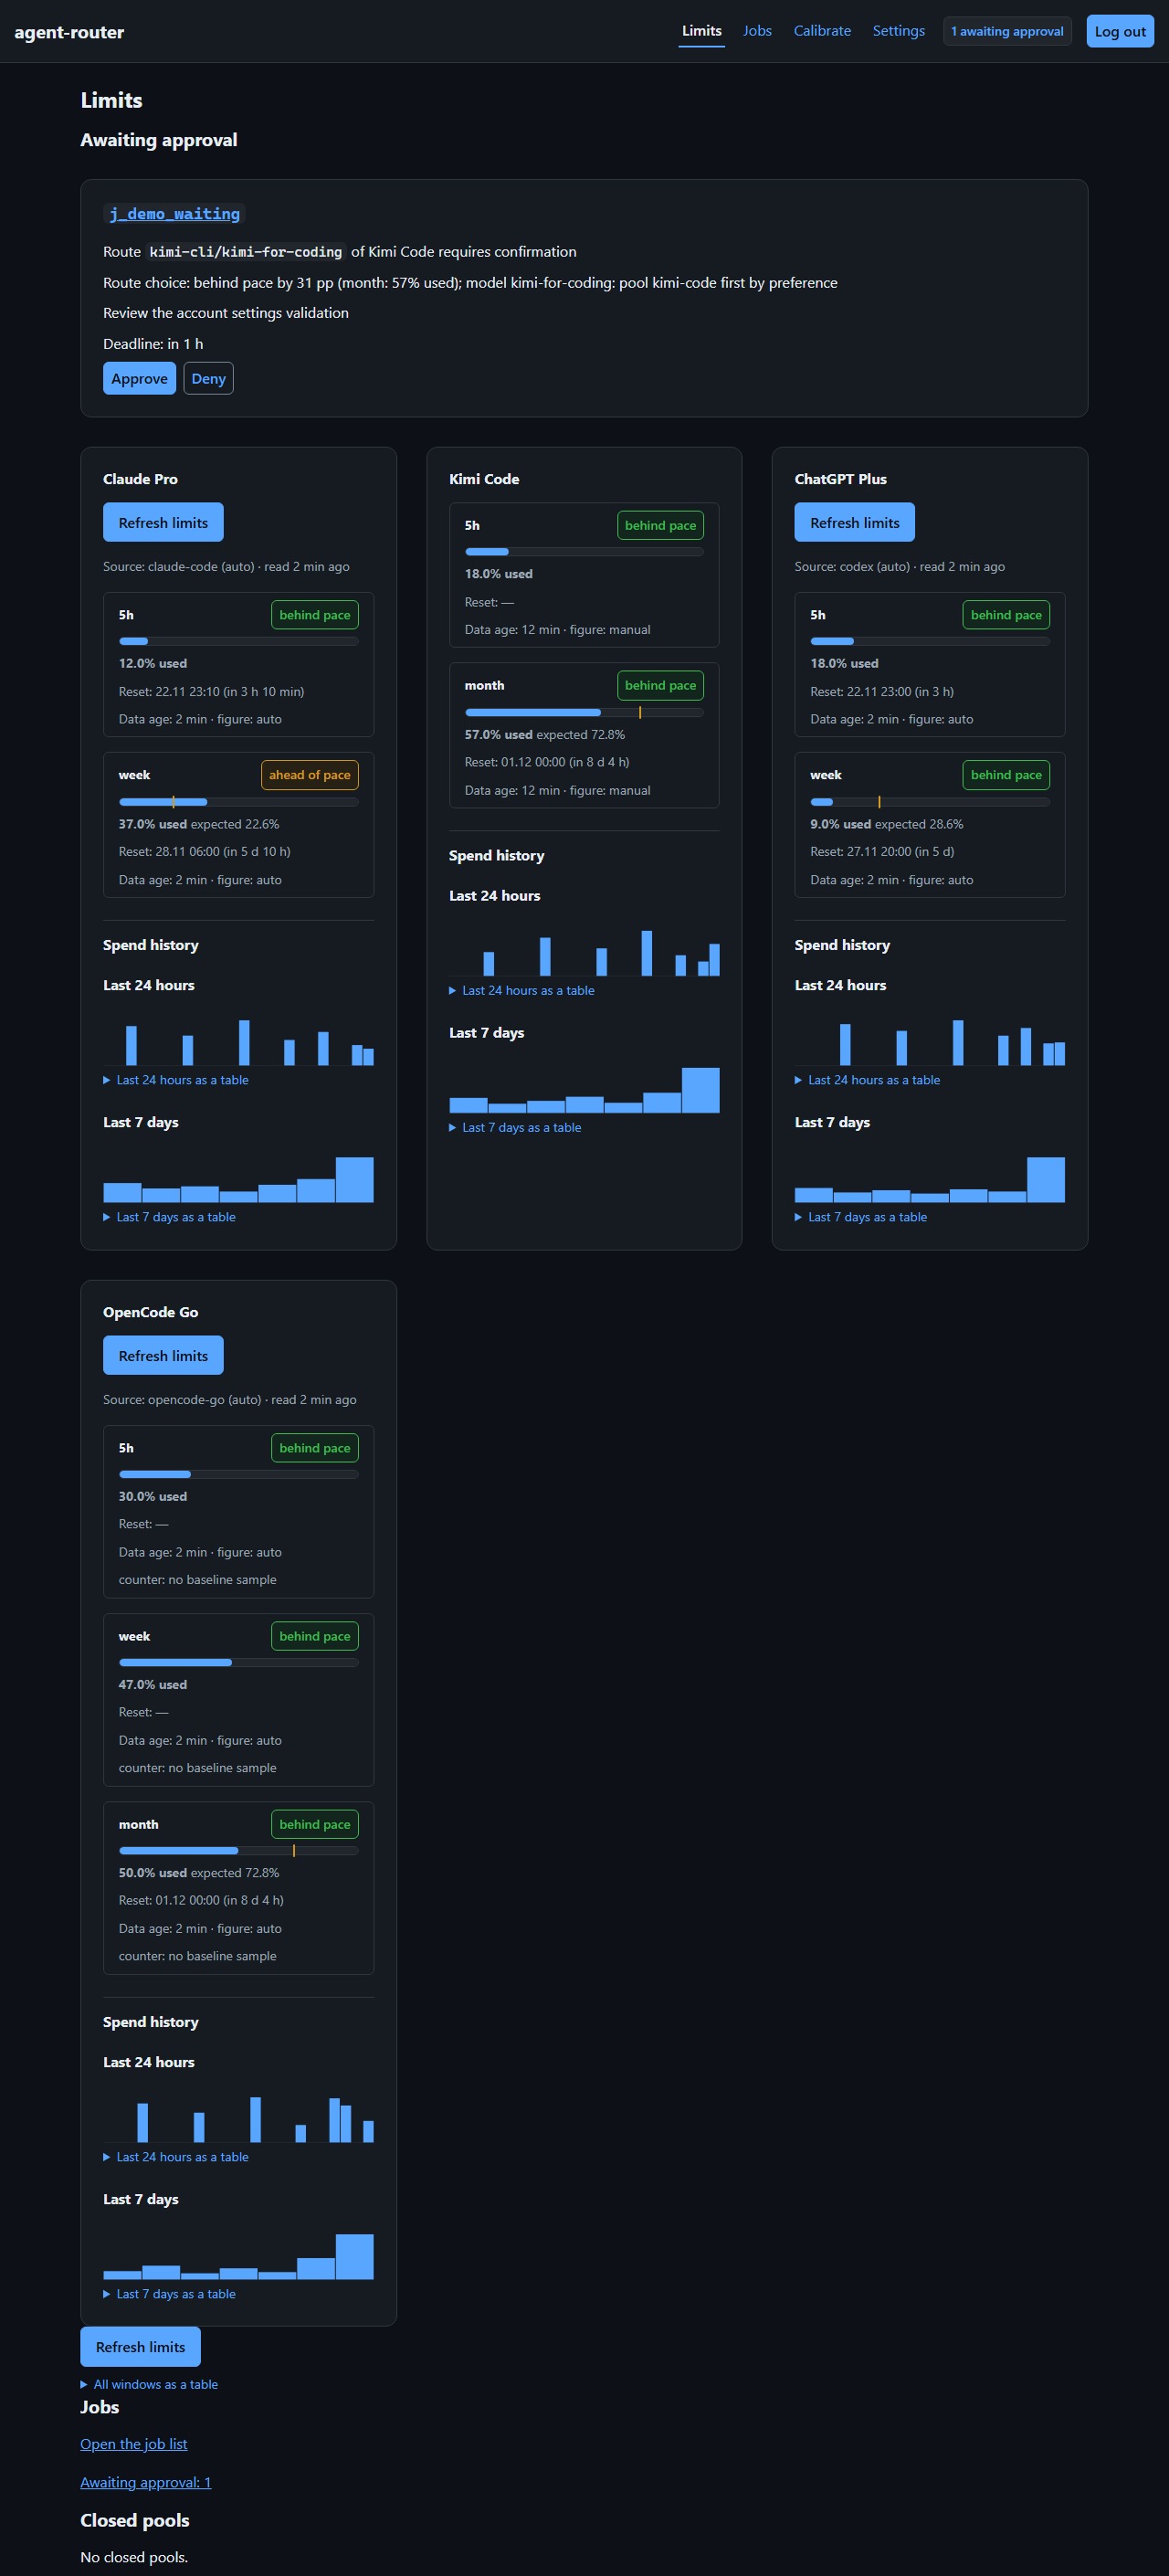 agent-router
Limits
Jobs
Calibrate
Settings
1 awaiting approval
Log out
Limits
Awaiting approval
j_demo_waiting
Route kimi-cli/kimi-for-coding of Kimi Code requires confirmation
Route choice: behind pace by 31 pp (month: 57% used); model kimi-for-coding: pool kimi-code first by preference
Review the account settings validation
Deadline: in 1 h
Approve
Deny
Claude Pro
Refresh limits
Source: claude-code (auto) · read 2 min ago
5h
behind pace
12.0% used
Reset: 22.11 23:10 (in 3 h 10 min)
Data age: 2 min · figure: auto
week
ahead of pace
37.0% used expected 22.6%
Reset: 28.11 06:00 (in 5 d 10 h)
Data age: 2 min · figure: auto
Spend history
Last 24 hours
▶ Last 24 hours as a table
Last 7 days
▶ Last 7 days as a table
Kimi Code
5h
behind pace
18.0% used
Reset: —
Data age: 12 min · figure: manual
month
behind pace
57.0% used expected 72.8%
Reset: 01.12 00:00 (in 8 d 4 h)
Data age: 12 min · figure: manual
Spend history
Last 24 hours
▶ Last 24 hours as a table
Last 7 days
▶ Last 7 days as a table
ChatGPT Plus
Refresh limits
Source: codex (auto) · read 2 min ago
5h
behind pace
18.0% used
Reset: 22.11 23:00 (in 3 h)
Data age: 2 min · figure: auto
week
behind pace
9.0% used expected 28.6%
Reset: 27.11 20:00 (in 5 d)
Data age: 2 min · figure: auto
Spend history
Last 24 hours
▶ Last 24 hours as a table
Last 7 days
▶ Last 7 days as a table
OpenCode Go
Refresh limits
Source: opencode-go (auto) · read 2 min ago
5h
behind pace
30.0% used
Reset: —
Data age: 2 min · figure: auto
counter: no baseline sample
week
behind pace
47.0% used
Reset: —
Data age: 2 min · figure: auto
counter: no baseline sample
month
behind pace
50.0% used expected 72.8%
Reset: 01.12 00:00 (in 8 d 4 h)
Data age: 2 min · figure: auto
counter: no baseline sample
Spend history
Last 24 hours
▶ Last 24 hours as a table
Last 7 days
▶ Last 7 days as a table
Refresh limits
▶ All windows as a table
Jobs
Open the job list
Awaiting approval: 1
Closed pools
No closed pools.